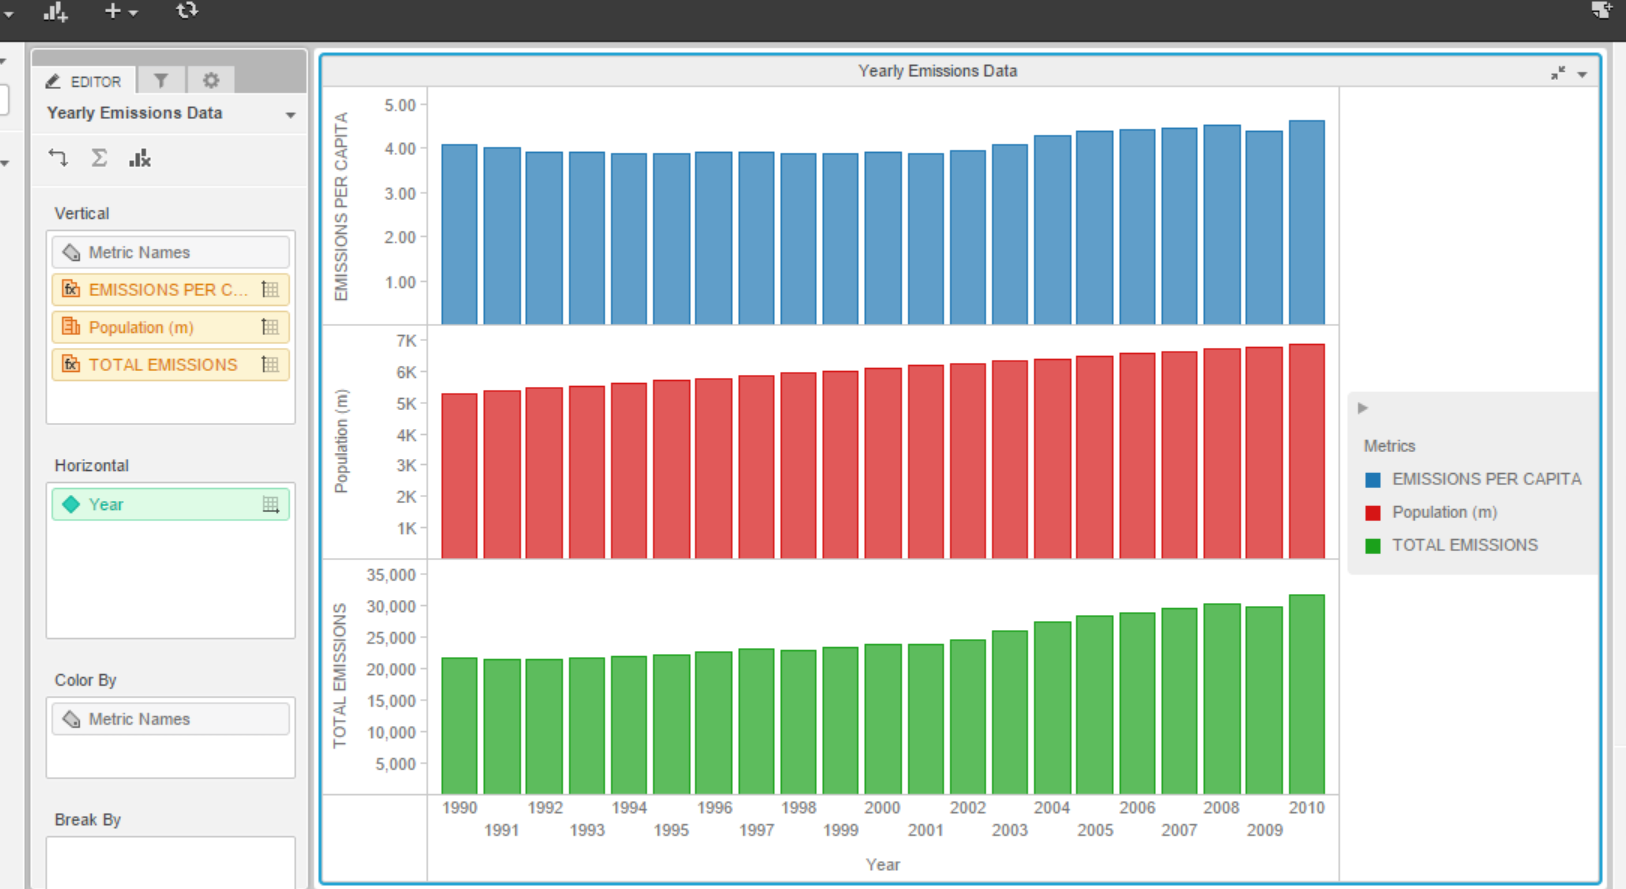 EDITOR
Yearly Emissions Data
Vertical
Metric Names
EMISSIONS PER C...
Population (m)
TOTAL EMISSIONS
Horizontal
Year
Color By
Metric Names
Break By
Yearly Emissions Data
EMISSIONS PER CAPITA
5.00
4.00
3.00
2.00
1.00
Population (m)
7K
6K
5K
4K
3K
2K
1K
TOTAL EMISSIONS
35,000
30,000
25,000
20,000
15,000
10,000
5,000
1990 1992 1994 1996 1998 2000 2002 2004 2006 2008 2010
1991 1993 1995 1997 1999 2001 2003 2005 2007 2009
Year
Metrics
EMISSIONS PER CAPITA
Population (m)
TOTAL EMISSIONS